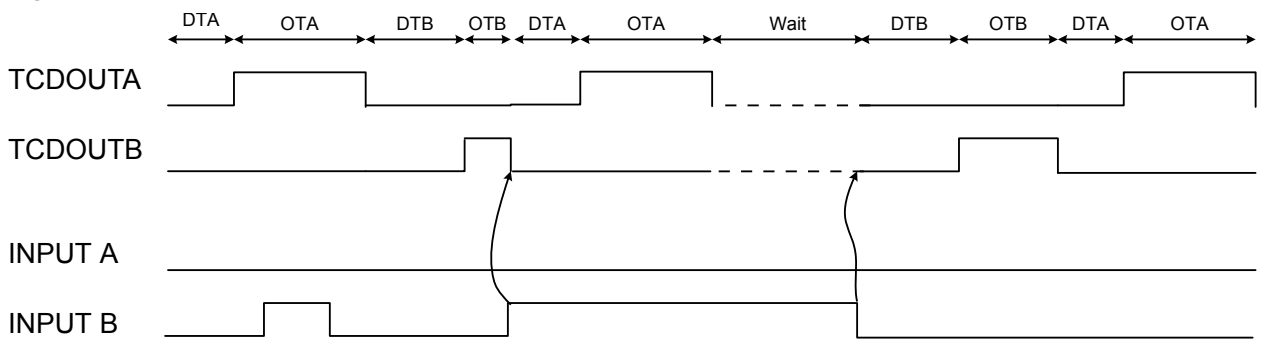 DTA OTA DTB OTB DTA OTA Wait DTB OTB DTA OTA
TCDOUTA
TCDOUTB
INPUT A
INPUT B